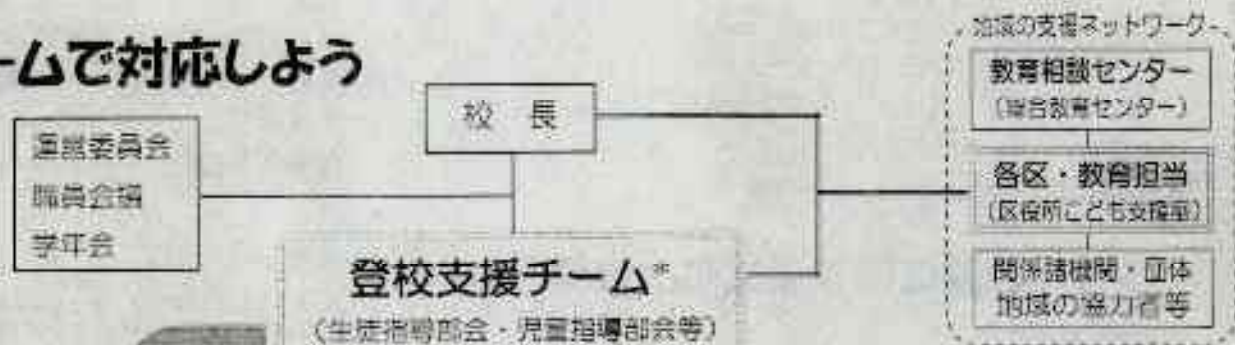 ームで対応しよう
校 長
運営委員会
職員会議
学年会
登校支援チーム*
(生徒指導部会・児童指導部会等)
地域の支援ネットワーク
教育相談センター
(総合教育センター)
各区・教育担当
(区役所こども支援室)
関係諸機関・団体
地域の協力者等